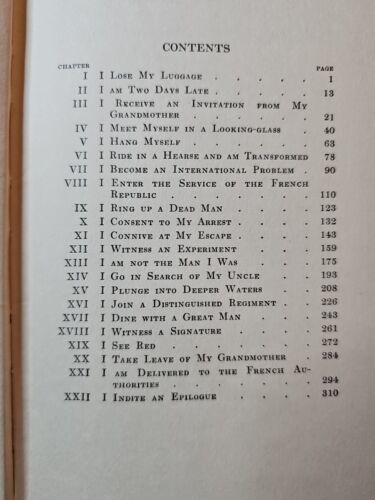 CONTENTS
CHAPTER PAGE
I I Lose My Luggage . . . . . 1
II I am Two Days Late . . . . . 13
III I Receive an Invitation from My
Grandmother . . . . . . 21
IV I Meet Myself in a Looking-glass . . 40
V I Hang Myself . . . . . . 63
VI I Ride in a Hearse and am Transformed 78
VII I Become an International Problem . 90
VIII I Enter the Service of the French
Republic . . . . . . . 110
IX I Ring up a Dead Man . . . . 123
X I Consent to My Arrest . . . . 132
XI I Connive at My Escape . . . . 143
XII I Witness an Experiment . . . . 159
XIII I am not the Man I Was . . . . 175
XIV I Go in Search of My Uncle . . . 193
XV I Plunge into Deeper Waters . . . 208
XVI I Join a Distinguished Regiment . . 226
XVII I Dine with a Great Man . . . . 243
XVIII I Witness a Signature . . . . 261
XIX I See Red . . . . . . . 272
XX I Take Leave of My Grandmother . . 284
XXI I am Delivered to the French Au-
thorities . . . . . . . 294
XXII I Indite an Epilogue . . . . . 310